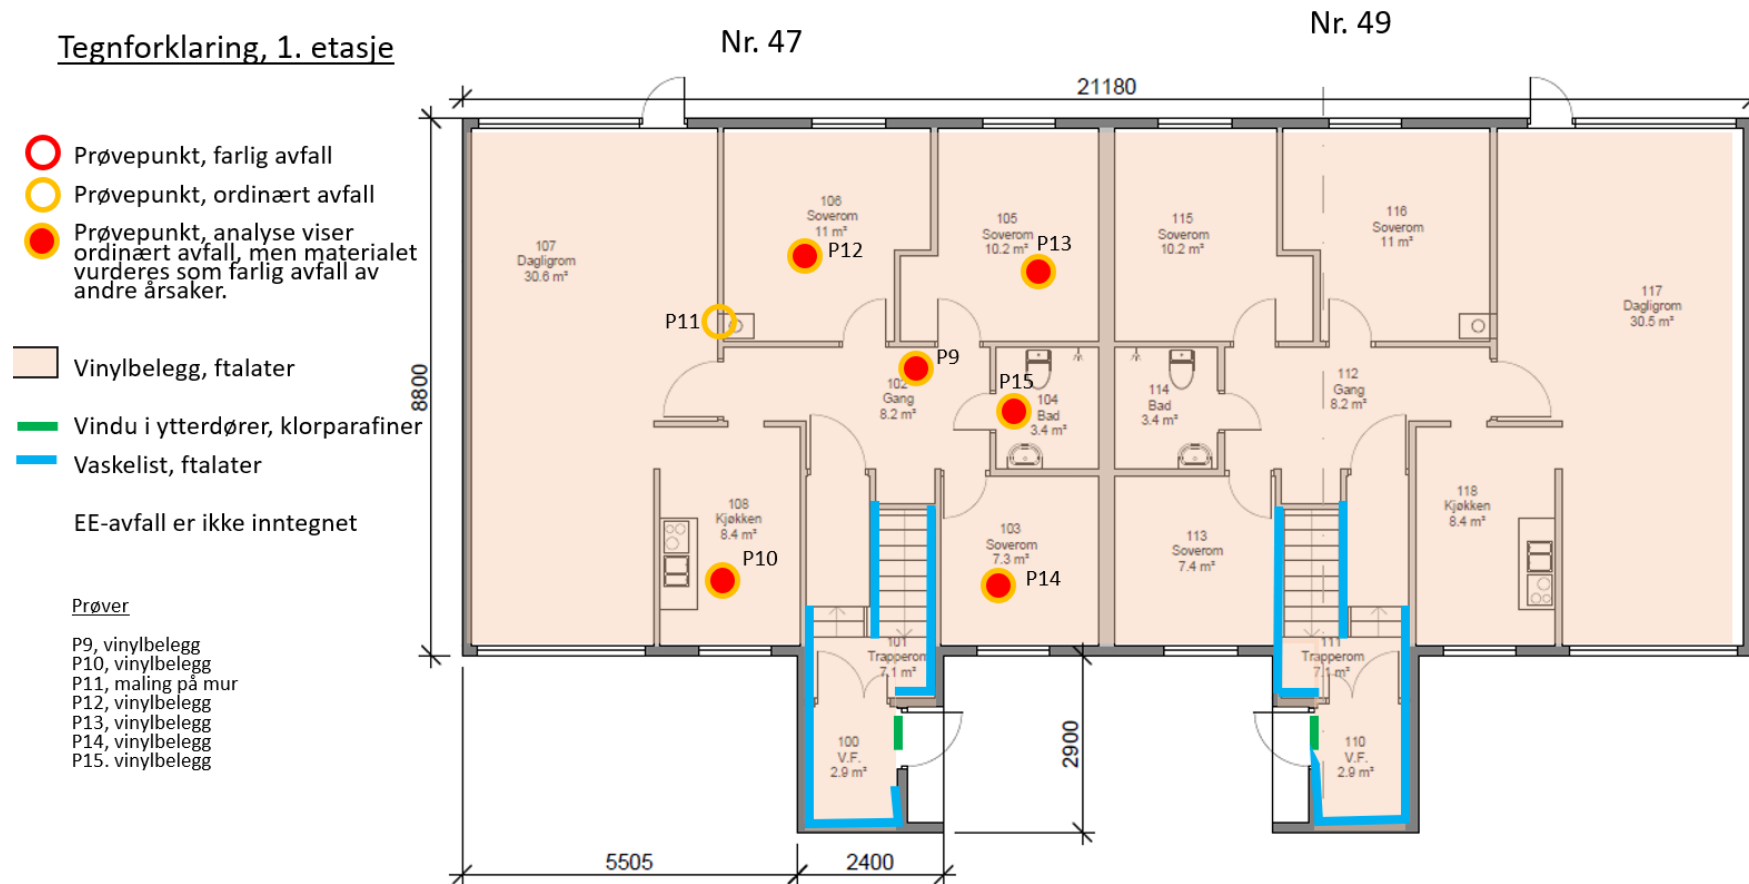 Tegnforklaring, 1. etasje
Nr. 47
Nr. 49
Prøvepunkt, farlig avfall
Prøvepunkt, ordinært avfall
Prøvepunkt, analyse viser
ordinært avfall, men materialet
vurderes som farlig avfall av
andre årsaker.
Vinylbelegg, ftalater
Vindu i ytterdører, klorparafiner
Vaskelist, ftalater
EE-avfall er ikke inntegnet
Prøver
P9, vinylbelegg
P10, vinylbelegg
P11, maling på mur
P12, vinylbelegg
P13, vinylbelegg
P14, vinylbelegg
P15. vinylbelegg
21180
8800
107
Dagligrom
30.6 m²
106
Soverom
11 m²
P12
105
Soverom
10.2 m²
P13
115
Soverom
10.2 m²
116
Soverom
11 m²
117
Dagligrom
30.5 m²
P11
P9
102
Gang
8.2 m²
P15
104
Bad
3.4 m²
114
Bad
3.4 m²
112
Gang
8.2 m²
108
Kjøkken
8.4 m²
P10
103
Soverom
7.3 m²
P14
113
Soverom
7.4 m²
118
Kjøkken
8.4 m²
101
Trapperom
7.1 m²
111
Trapperom
7.1 m²
100
V.F.
2.9 m²
110
V.F.
2.9 m²
2900
5505
2400